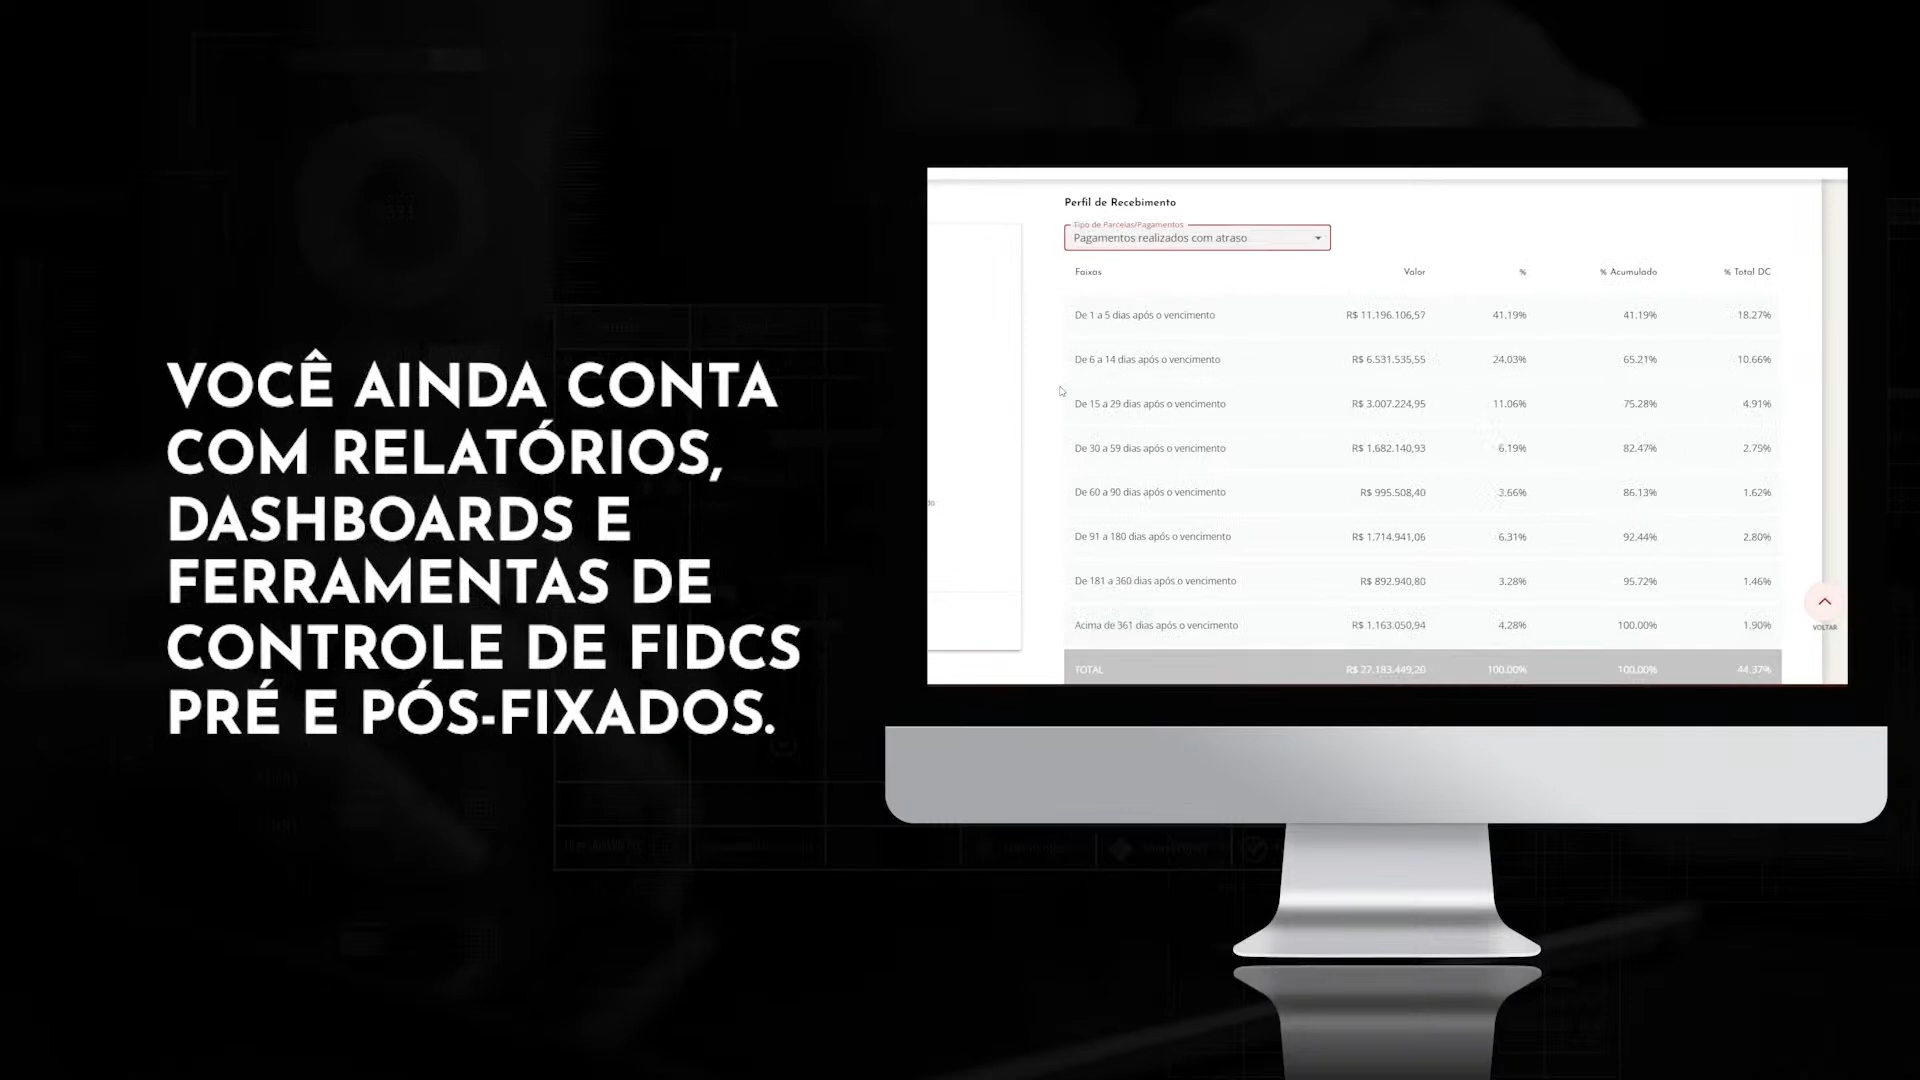 VOCÊ AINDA CONTA
COM RELATÓRIOS,
DASHBOARDS E
FERRAMENTAS DE
CONTROLE DE FIDCS
PRÉ E PÓS-FIXADOS.
Perfil de Recebimento
Tipo de Parcelas/Pagamentos
Pagamentos realizados com atraso
Faixas Valor % % Acumulado % Total DC
De 1 a 5 dias após o vencimento R$ 11.196.106,57 41.19% 41.19% 18.27%
De 6 a 14 dias após o vencimento R$ 6.531.535,55 24.03% 65.21% 10.66%
De 15 a 29 dias após o vencimento R$ 3.007.224,95 11.06% 75.28% 4.91%
De 30 a 59 dias após o vencimento R$ 1.682.140,93 6.19% 82.47% 2.75%
De 60 a 90 dias após o vencimento R$ 995.508,40 3.66% 86.13% 1.62%
De 91 a 180 dias após o vencimento R$ 1.714.941,06 6.31% 92.44% 2.80%
De 181 a 360 dias após o vencimento R$ 892.940,80 3.28% 95.72% 1.46%
Acima de 361 dias após o vencimento R$ 1.163.050,94 4.28% 100.00% 1.90%
TOTAL R$ 27.183.449,20 100.00% 100.00% 44.37%
VOLTAR